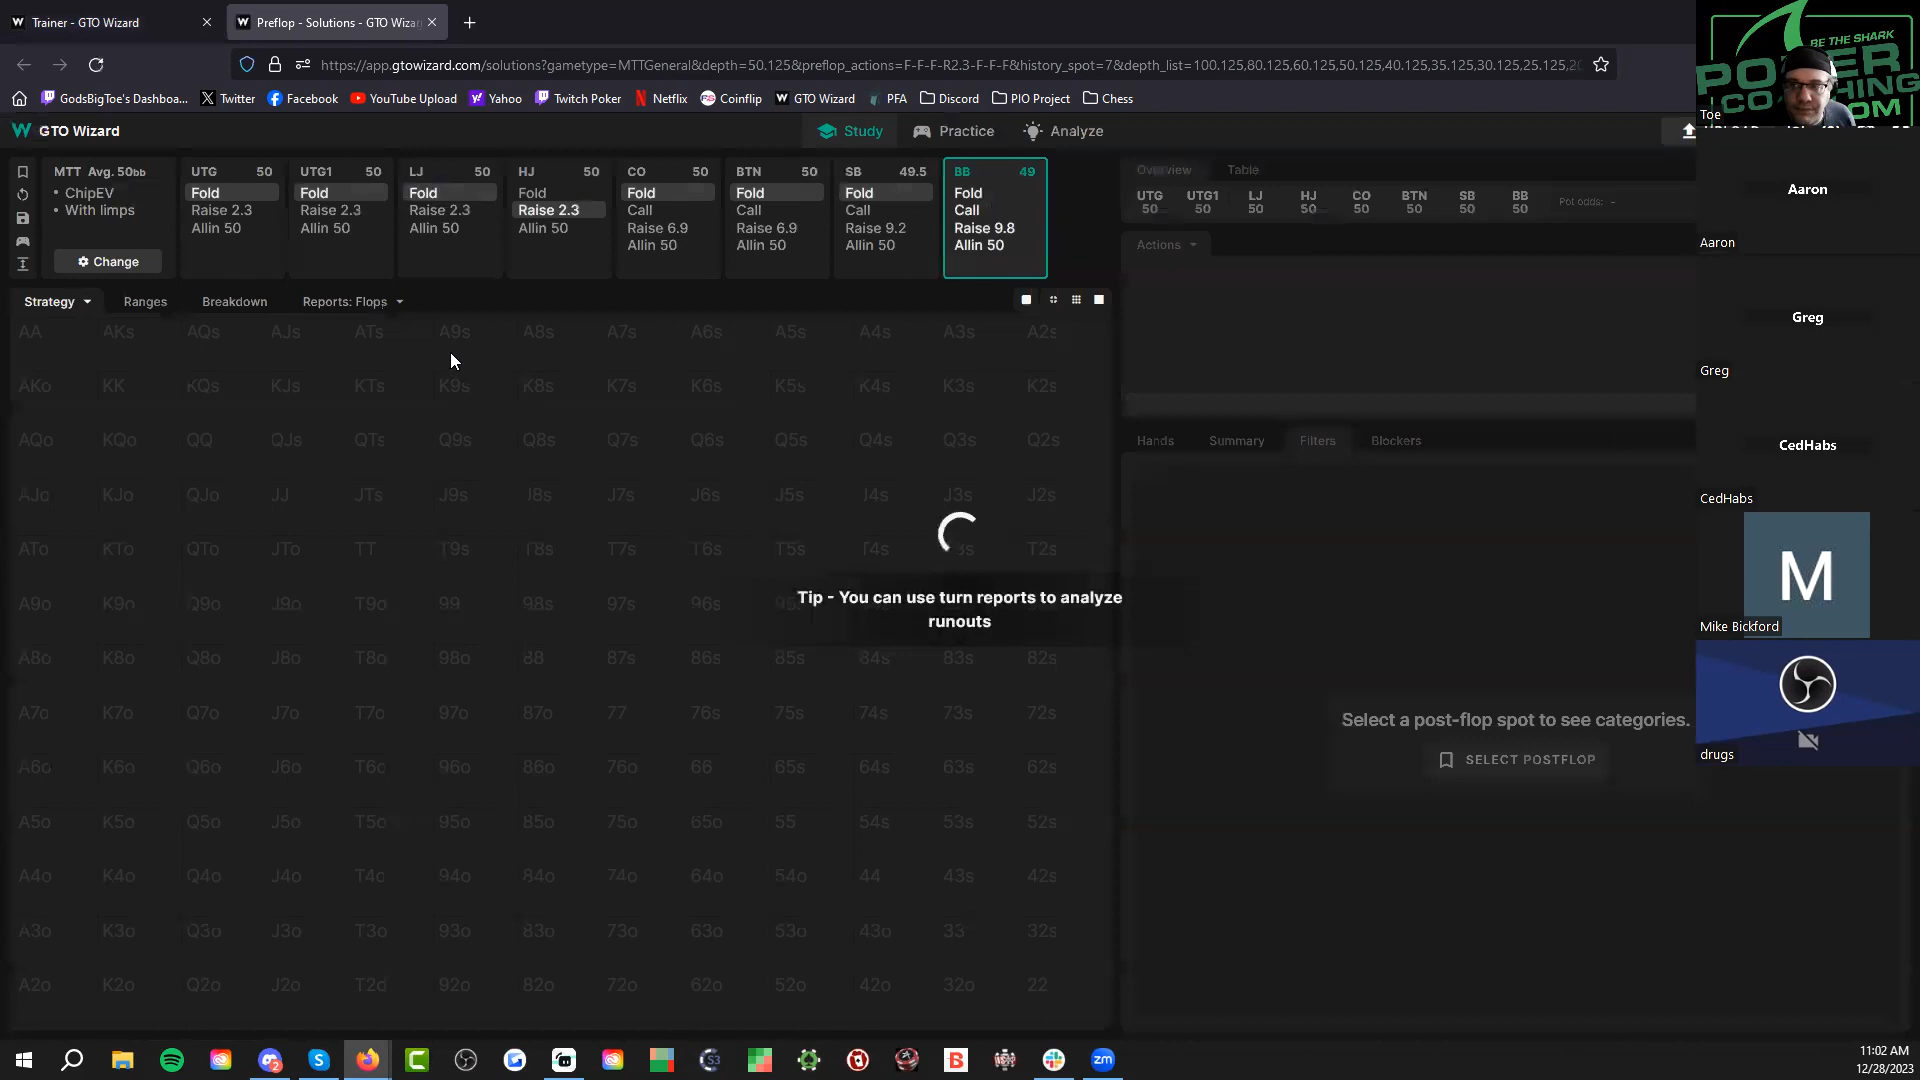 Trainer - GTO Wizard
Preflop - Solutions - GTO Wizar
https://app.gtowizard.com/solutions?gametype=MTTGeneral&depth=50.125&preflop_actions=F-F-F-R2.3-F-F-F&history_spot=7&depth_list=100.125,80.125,60.125,50.125,40.125,35.125,30.125,25.125,20
GodsBigToe's Dashboa...
Twitter
Facebook
YouTube Upload
Yahoo
Twitch Poker
Netflix
Coinflip
GTO Wizard
PFA
Discord
PIO Project
Chess
GTO Wizard
Study
Practice
Analyze
BE THE SHARK
Toe
MTT Avg. 50bb
• ChipEV
• With limps
Change
UTG 50
Fold
Raise 2.3
Allin 50
UTG1 50
Fold
Raise 2.3
Allin 50
LJ 50
Fold
Raise 2.3
Allin 50
HJ 50
Fold
Raise 2.3
Allin 50
CO 50
Fold
Call
Raise 6.9
Allin 50
BTN 50
Fold
Call
Raise 6.9
Allin 50
SB 49.5
Fold
Call
Raise 9.2
Allin 50
BB 49
Fold
Call
Raise 9.8
Allin 50
Overview Table
UTG UTG1 LJ HJ CO BTN SB BB
50 50 50 50 50 50 50 50
Pot odds: -
Actions
Strategy
Ranges
Breakdown
Reports: Flops
AA AKs AQs AJs ATs A9s A8s A7s A6s A5s A4s A3s A2s
AKo KK KQs KJs KTs K9s K8s K7s K6s K5s K4s K3s K2s
AQo KQo QQ QJs QTs Q9s Q8s Q7s Q6s Q5s Q4s Q3s Q2s
AJo KJo QJo JJ JTs J9s J8s J7s J6s J5s J4s J3s J2s
ATo KTo QTo JTo TT T9s T8s T7s T6s T5s T4s T2s
A9o K9o Q9o J9o T9o 99 98s 97s 96s
A8o K8o Q8o J8o T8o 98o 88 87s 86s 85s 84s 83s 82s
A7o K7o Q7o J7o T7o 97o 87o 77 76s 75s 74s 73s 72s
A6o K6o Q6o J6o T6o 96o 86o 76o 66 65s 64s 63s 62s
A5o K5o Q5o J5o T5o 95o 85o 75o 65o 55 54s 53s 52s
A4o K4o Q4o J4o T4o 94o 84o 74o 64o 54o 44 43s 42s
A3o K3o Q3o J3o T3o 93o 83o 73o 63o 53o 43o 33 32s
A2o K2o Q2o J2o T2o 92o 82o 72o 62o 52o 42o 32o 22
Tip - You can use turn reports to analyze
runouts
Hands Summary Filters Blockers
Select a post-flop spot to see categories.
SELECT POSTFLOP
Aaron
Aaron
Greg
Greg
CedHabs
CedHabs
M
Mike Bickford
drugs
11:02 AM
12/28/2023